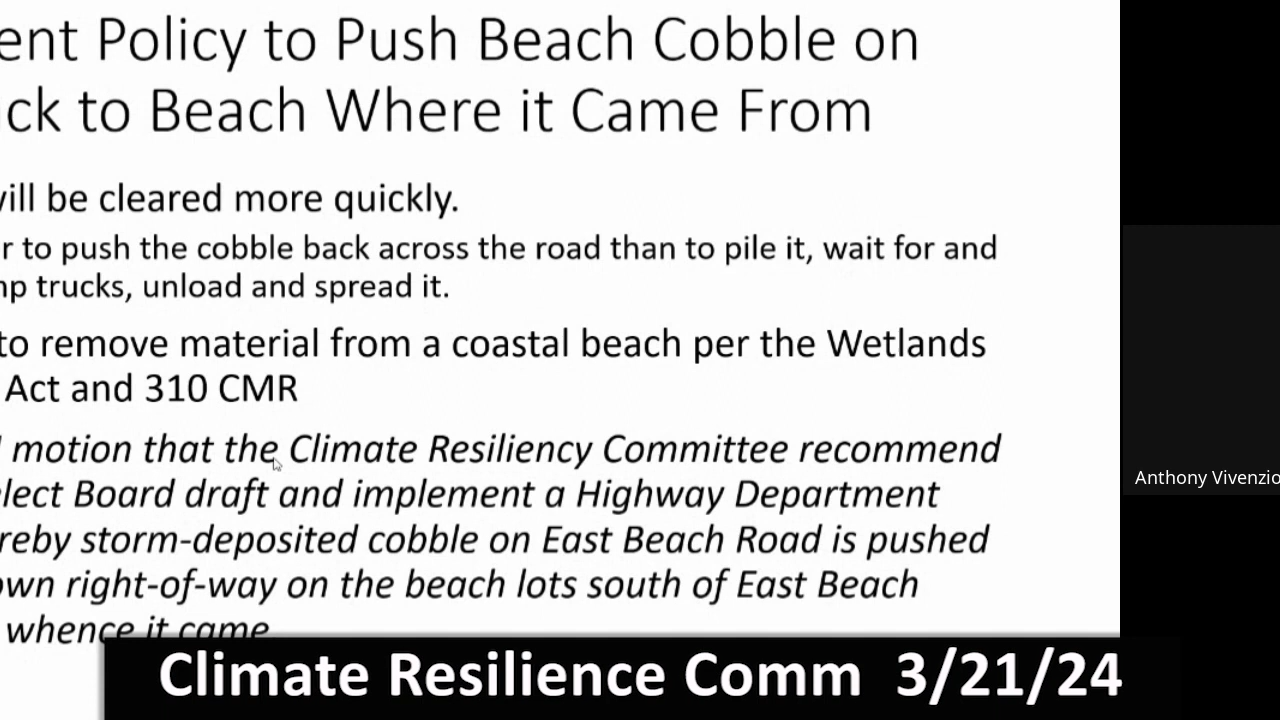 ent Policy to Push Beach Cobble on
ck to Beach Where it Came From
will be cleared more quickly.
r to push the cobble back across the road than to pile it, wait for and
mp trucks, unload and spread it.
to remove material from a coastal beach per the Wetlands
Act and 310 CMR
motion that the Climate Resiliency Committee recommend
elect Board draft and implement a Highway Department
reby storm-deposited cobble on East Beach Road is pushed
own right-of-way on the beach lots south of East Beach
whence it came
Anthony Vivenzio
Climate Resilience Comm 3/21/24